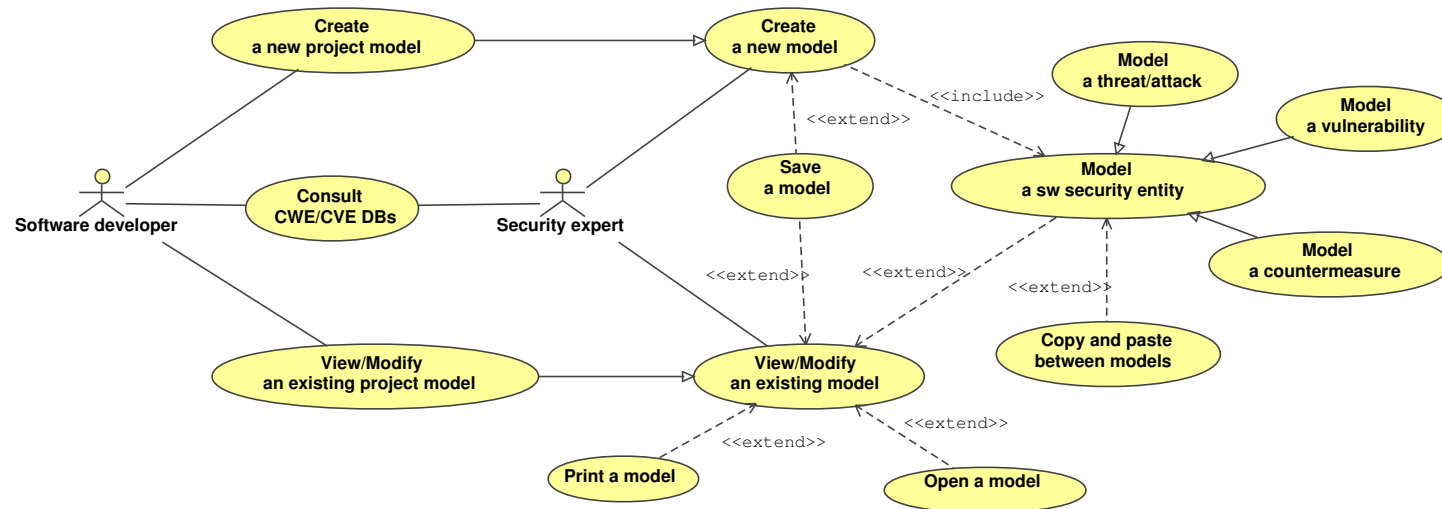 Create
a new project model
Create
a new model
Model
a threat/attack
<<include>>
Model
a vulnerability
<<extend>>
Save
a model
Model
a sw security entity
Consult
CWE/CVE DBs
Software developer
Security expert
Model
a countermeasure
<<extend>>
<<extend>>
<<extend>>
Copy and paste
between models
View/Modify
an existing project model
View/Modify
an existing model
<<extend>>
<<extend>>
Print a model
Open a model